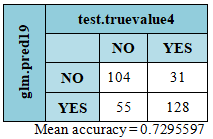 test.truevalue4
glm.pred19
NO YES
NO 104 31
YES 55 128
Mean accuracy = 0.7295597